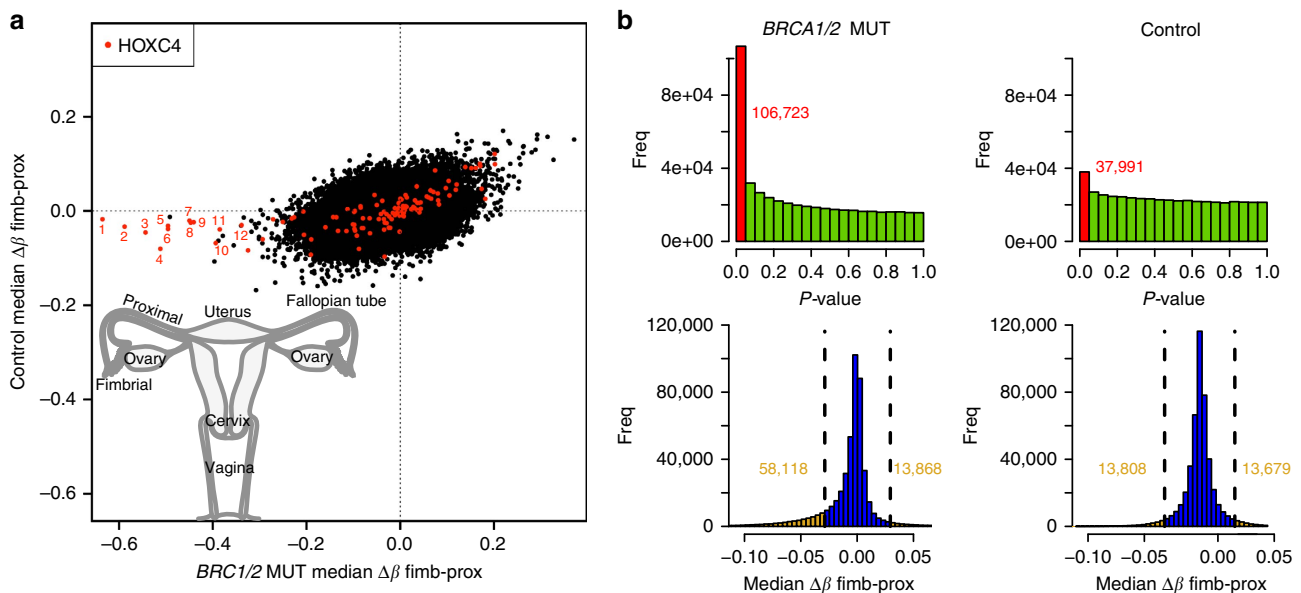 a
HOXC4
0.2
0.0
−0.2
−0.4
−0.6
Control median Δβ fimb-prox
1
2
3
4
5
6
7
8
9
10
11
12
Proximal
Uterus
Fallopian tube
Ovary
Ovary
Fimbrial
Cervix
Vagina
−0.6
−0.4
−0.2
0.0
0.2
BRC1/2 MUT median Δβ fimb-prox
b
BRCA1/2 MUT
8e+04
4e+04
0e+00
Freq
106,723
0.0
0.2
0.4
0.6
0.8
1.0
P-value
Control
8e+04
4e+04
0e+00
Freq
37,991
0.0
0.2
0.4
0.6
0.8
1.0
P-value
120,000
80,000
40,000
0
Freq
58,118
13,868
−0.10
−0.05
0.00
0.05
Median Δβ fimb-prox
120,000
80,000
40,000
0
Freq
13,808
13,679
−0.10
−0.05
0.00
0.05
Median Δβ fimb-prox